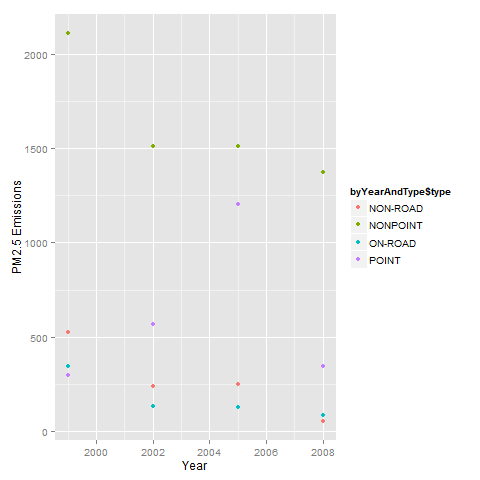 2000
1500
1000
500
0
PM2.5 Emissions
2000
2002
2004
2006
2008
Year
byYearAndType$type
NON-ROAD
NONPOINT
ON-ROAD
POINT